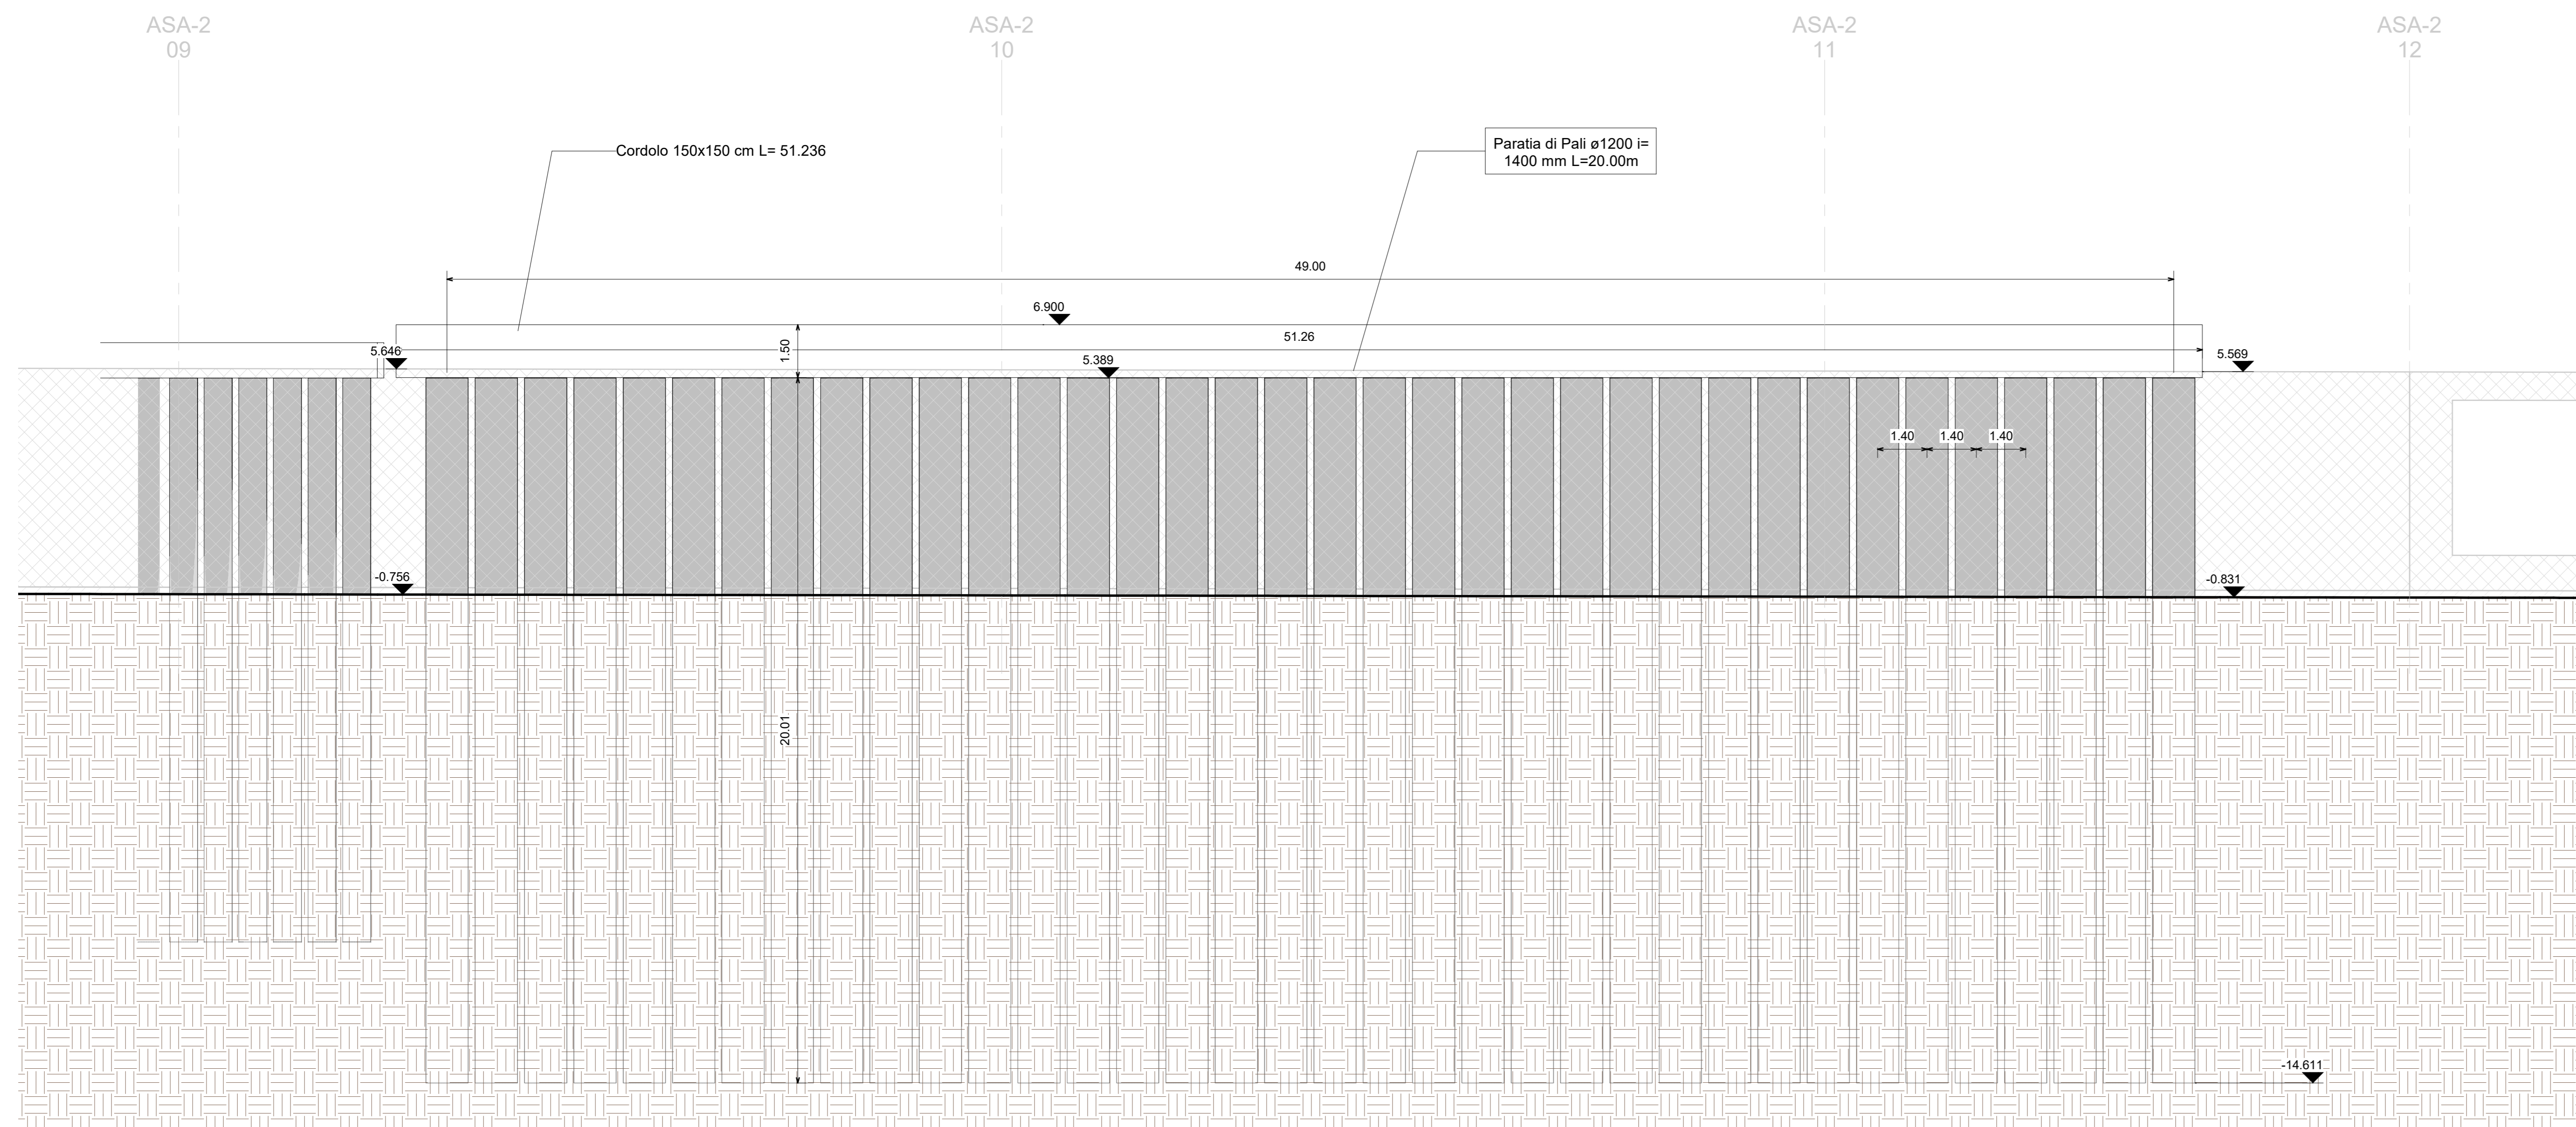 ASA-2
09
ASA-2
10
ASA-2
11
ASA-2
12
Cordolo 150x150 cm L= 51.236
Paratia di Pali ø1200 i=
1400 mm L=20.00m
49.00
6.900
51.26
1.50
5.646
5.389
5.569
1.40
1.40
1.40
-0.756
-0.831
20.01
-14.611